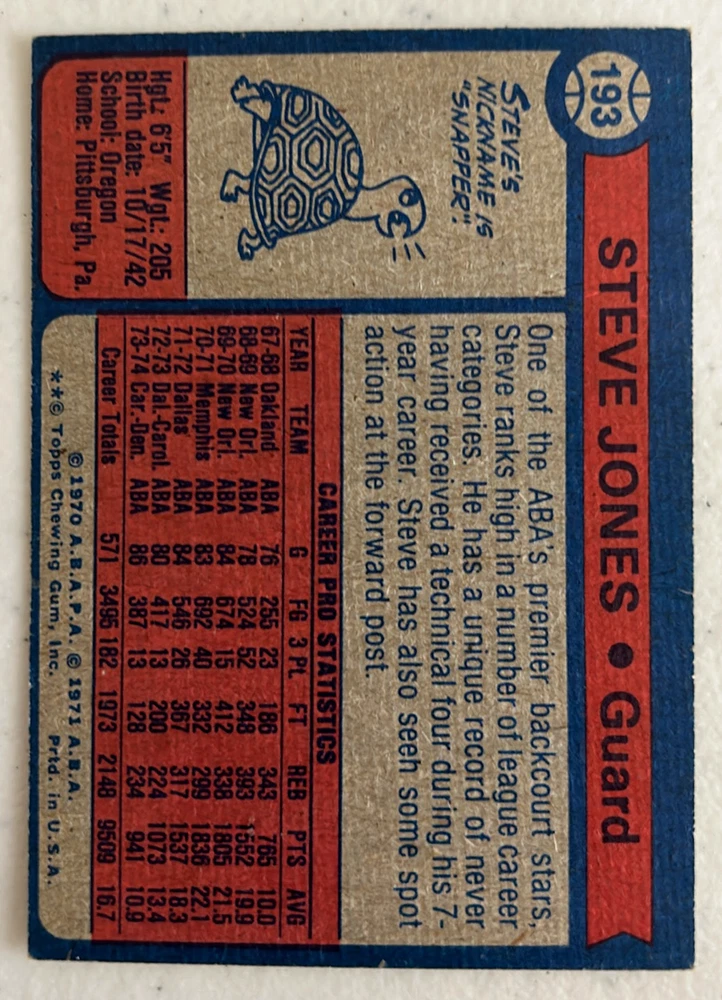 193
STEVE JONES • Guard
STEVE'S
NICKNAME IS
"SNAPPER".
Hgt.: 6'5" Wgt.: 205
Birth date: 10/17/42
School: Oregon
Home: Pittsburgh, Pa.
One of the ABA's premier backcourt stars,
Steve ranks high in a number of league career
categories. He has a unique record of never
having received a technical four during his 7-
year career. Steve has also seen some spot
action at the forward post.
CAREER PRO STATISTICS
YEAR TEAM G FG 3 Pt. FT REB PTS AVG
67-68 Oakland ABA 76 255 23 186 343 765 10.0
68-69 New Orl. ABA 78 524 52 348 393 1552 19.9
69-70 New Orl. ABA 84 674 15 412 338 1805 21.5
70-71 Memphis ABA 83 692 40 332 299 1836 22.1
71-72 Dallas ABA 84 546 26 367 317 1537 18.3
72-73 Dal.-Carol. ABA 80 417 13 200 224 1073 13.4
73-74 Car.-Den. ABA 86 387 13 128 234 941 10.9
Career Totals 571 3495 182 1973 2148 9509 16.7
© 1970 A.B.A.P.A. © 1971 A.B.A.
**© Topps Chewing Gum, Inc. Prtd. in U.S.A.